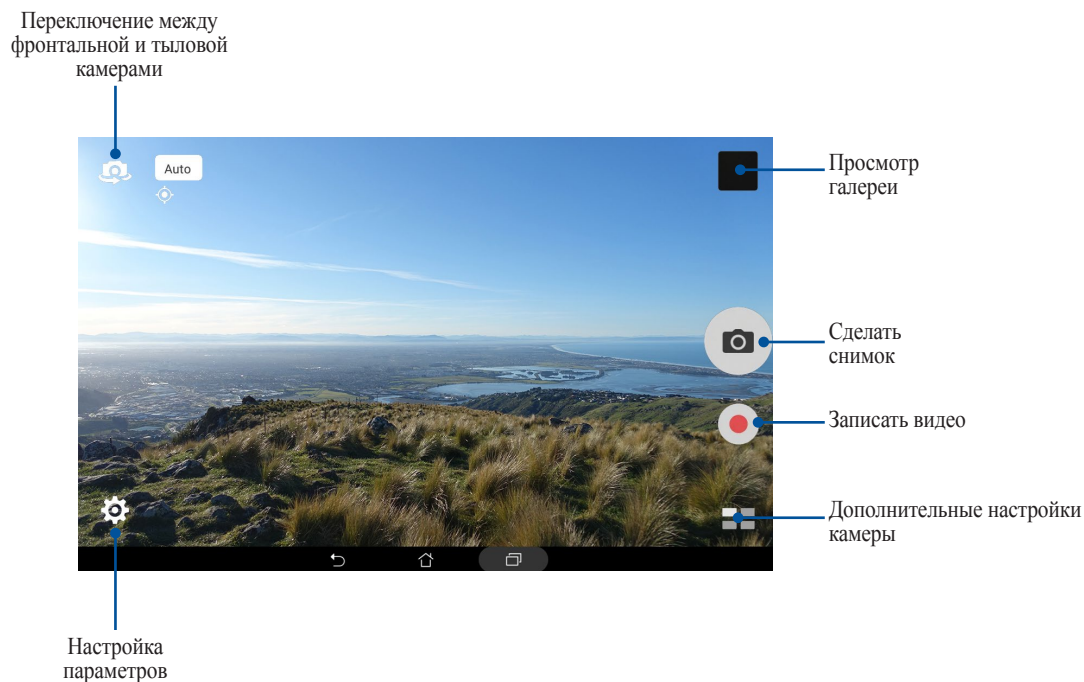 Переключение между
фронтальной и тыловой
камерами
Auto
Просмотр
галереи
Сделать
снимок
Записать видео
Дополнительные настройки
камеры
Настройка
параметров